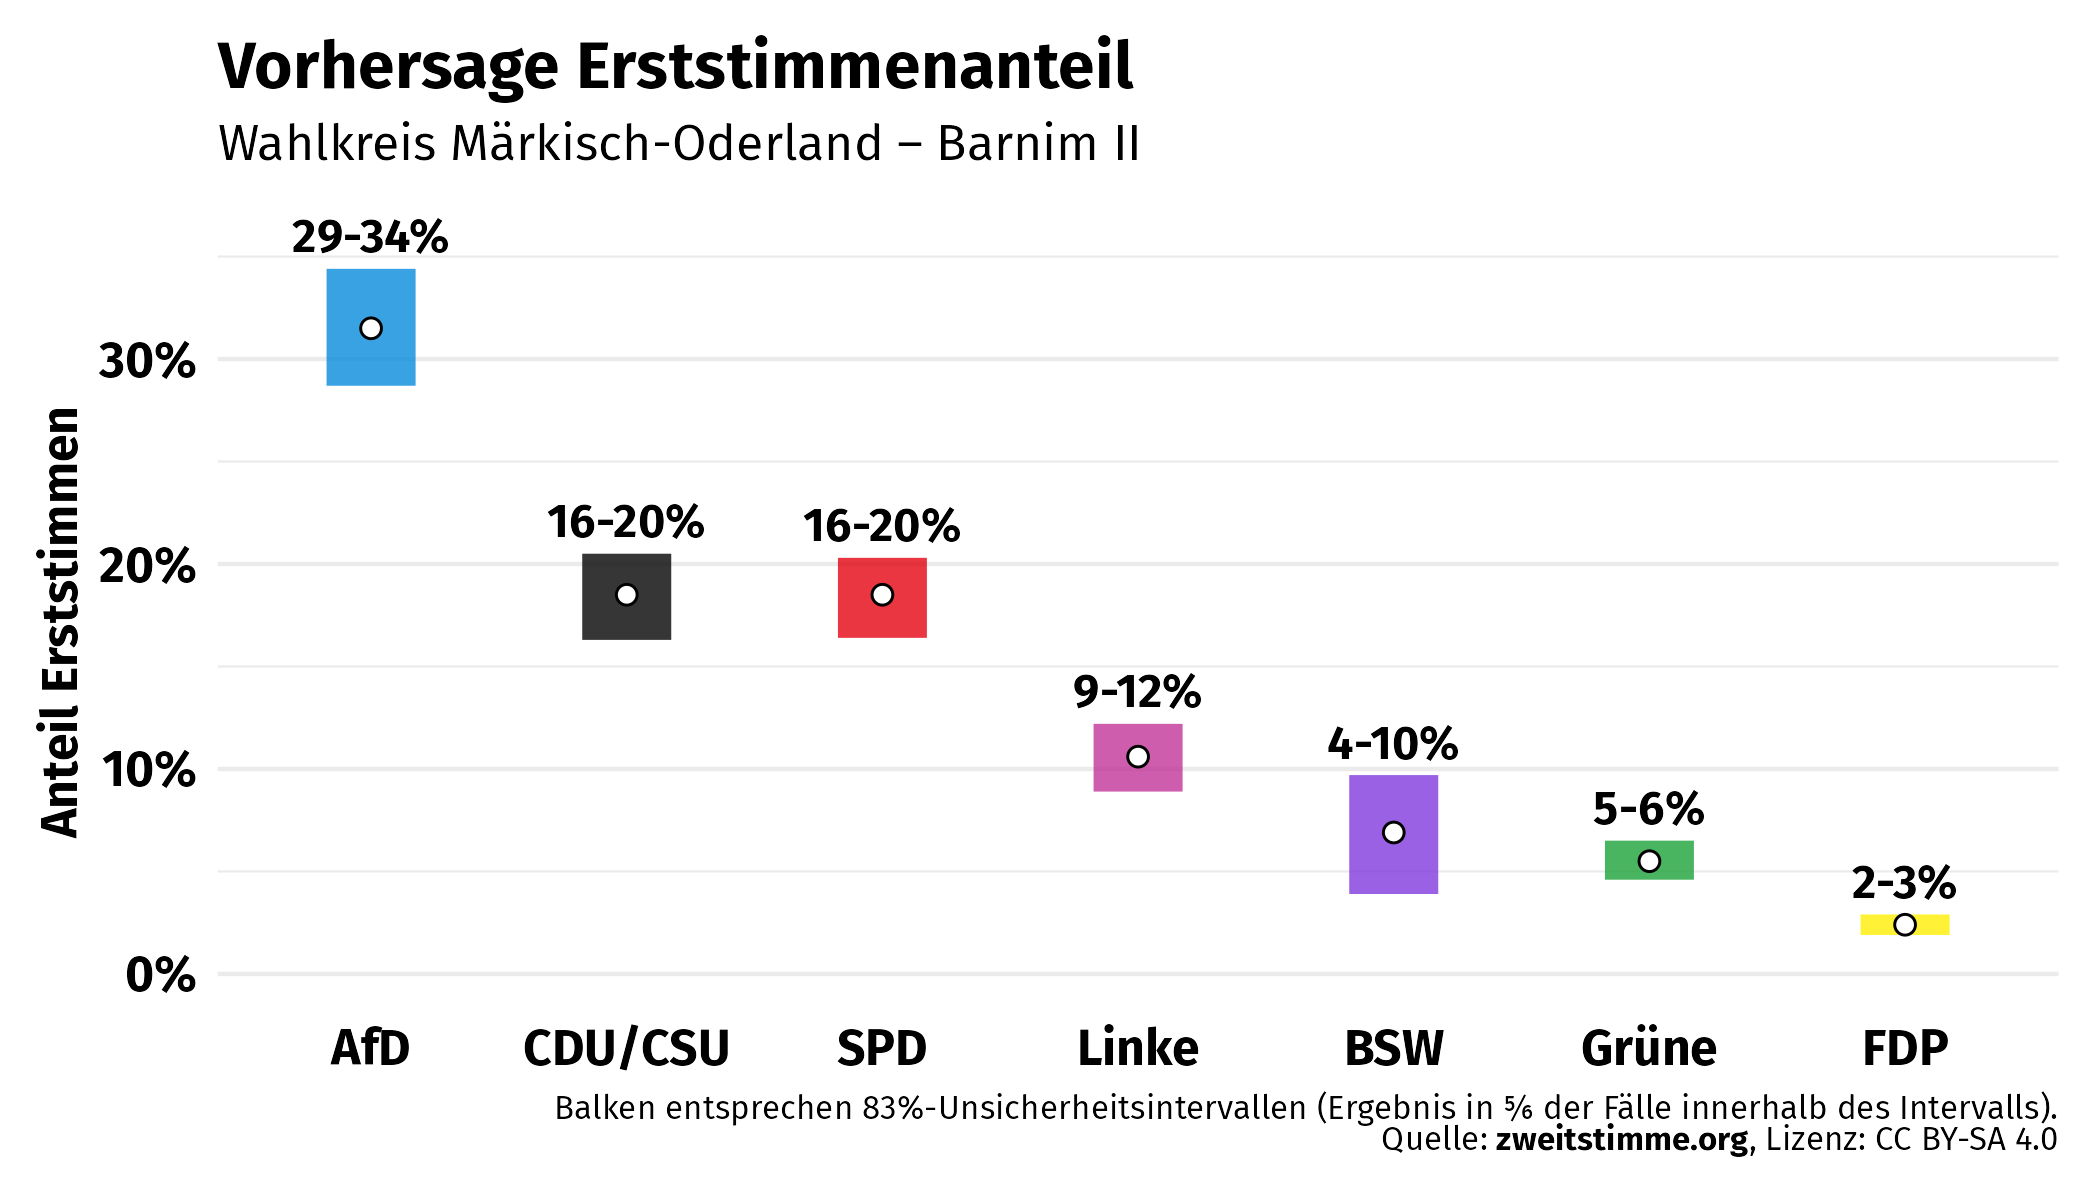 Vorhersage Erststimmenanteil
Wahlkreis Märkisch-Oderland – Barnim II
Anteil Erststimmen
30%
20%
10%
0%
29-34%
16-20%
16-20%
9-12%
4-10%
5-6%
2-3%
AfD CDU/CSU SPD Linke BSW Grüne FDP
Balken entsprechen 83%-Unsicherheitsintervallen (Ergebnis in ⅚ der Fälle innerhalb des Intervalls).
Quelle: zweitstimme.org, Lizenz: CC BY-SA 4.0